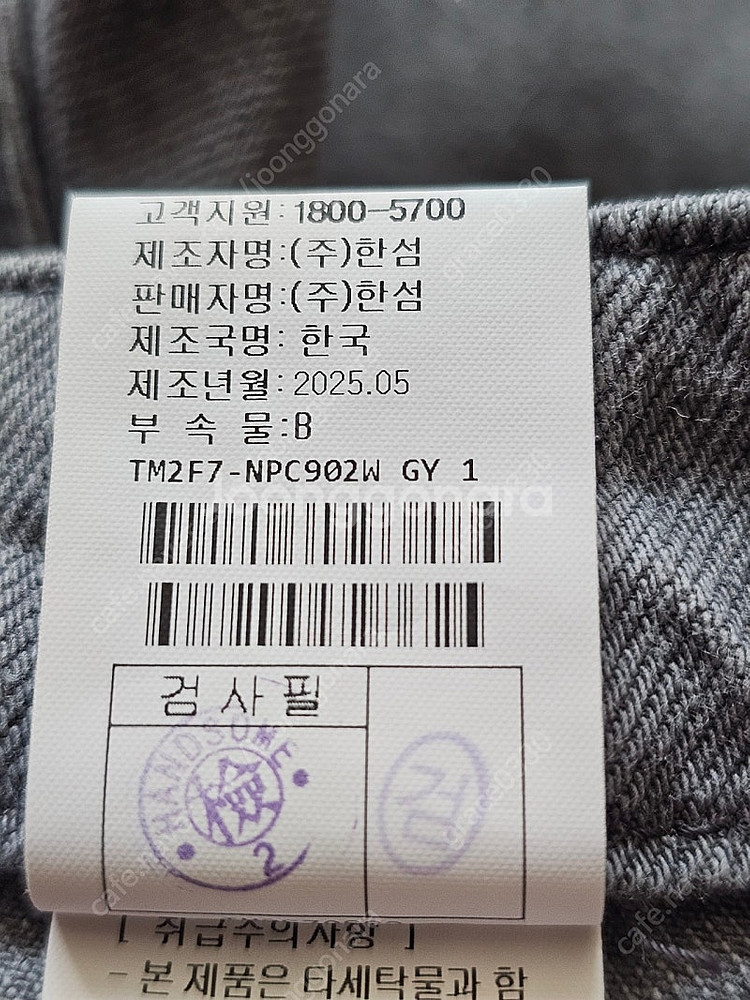 고객지원:1800-5700
제조자명:(주)한섬
판매자명:(주)한섬
제조국명: 한국
제조년월:2025.05
부 속 물:B
TM2F7-NPC902W GY 1
joonggonara
검 사 필
HANDSOME
檢
2
검
[ 취급주의사항 ]
- 본 제품은 타세탁물과 함